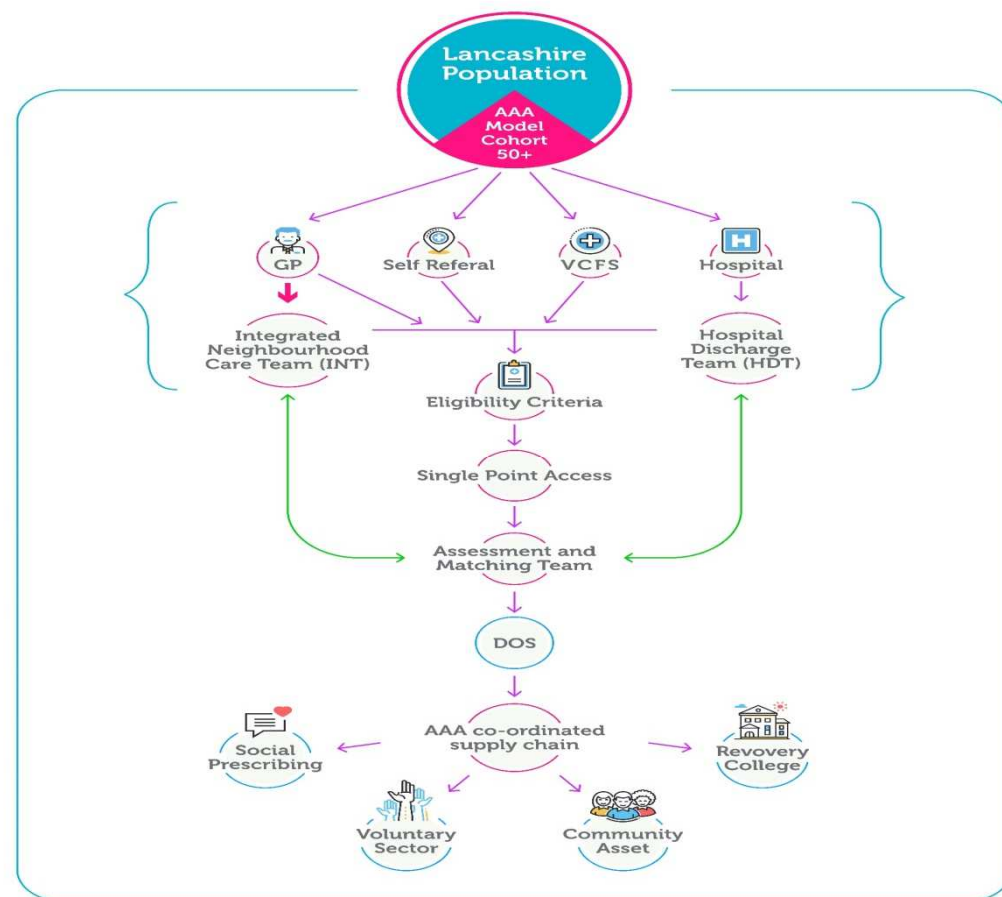 Lancashire
Population
AAA
Model
Cohort
50+
GP
Self Referal
VCFS
H
Hospital
Integrated
Neighbourhood
Care Team (INT)
Hospital
Discharge
Team (HDT)
Eligibility Criteria
Single Point Access
Assessment and
Matching Team
DOS
AAA co-ordinated
supply chain
Social
Prescribing
Revovery
College
Voluntary
Sector
Community
Asset